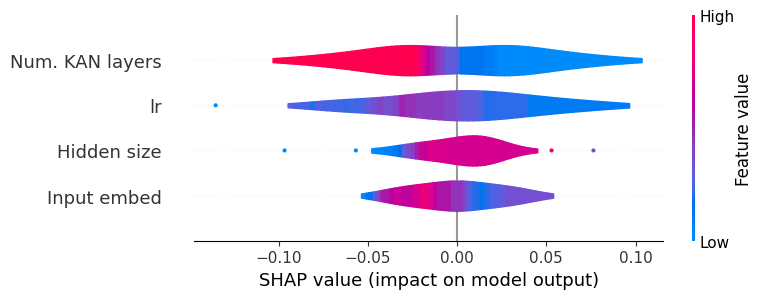 High
Num. KAN layers
lr
Hidden size
Input embed
Feature value
Low
−0.10 −0.05 0.00 0.05 0.10
SHAP value (impact on model output)